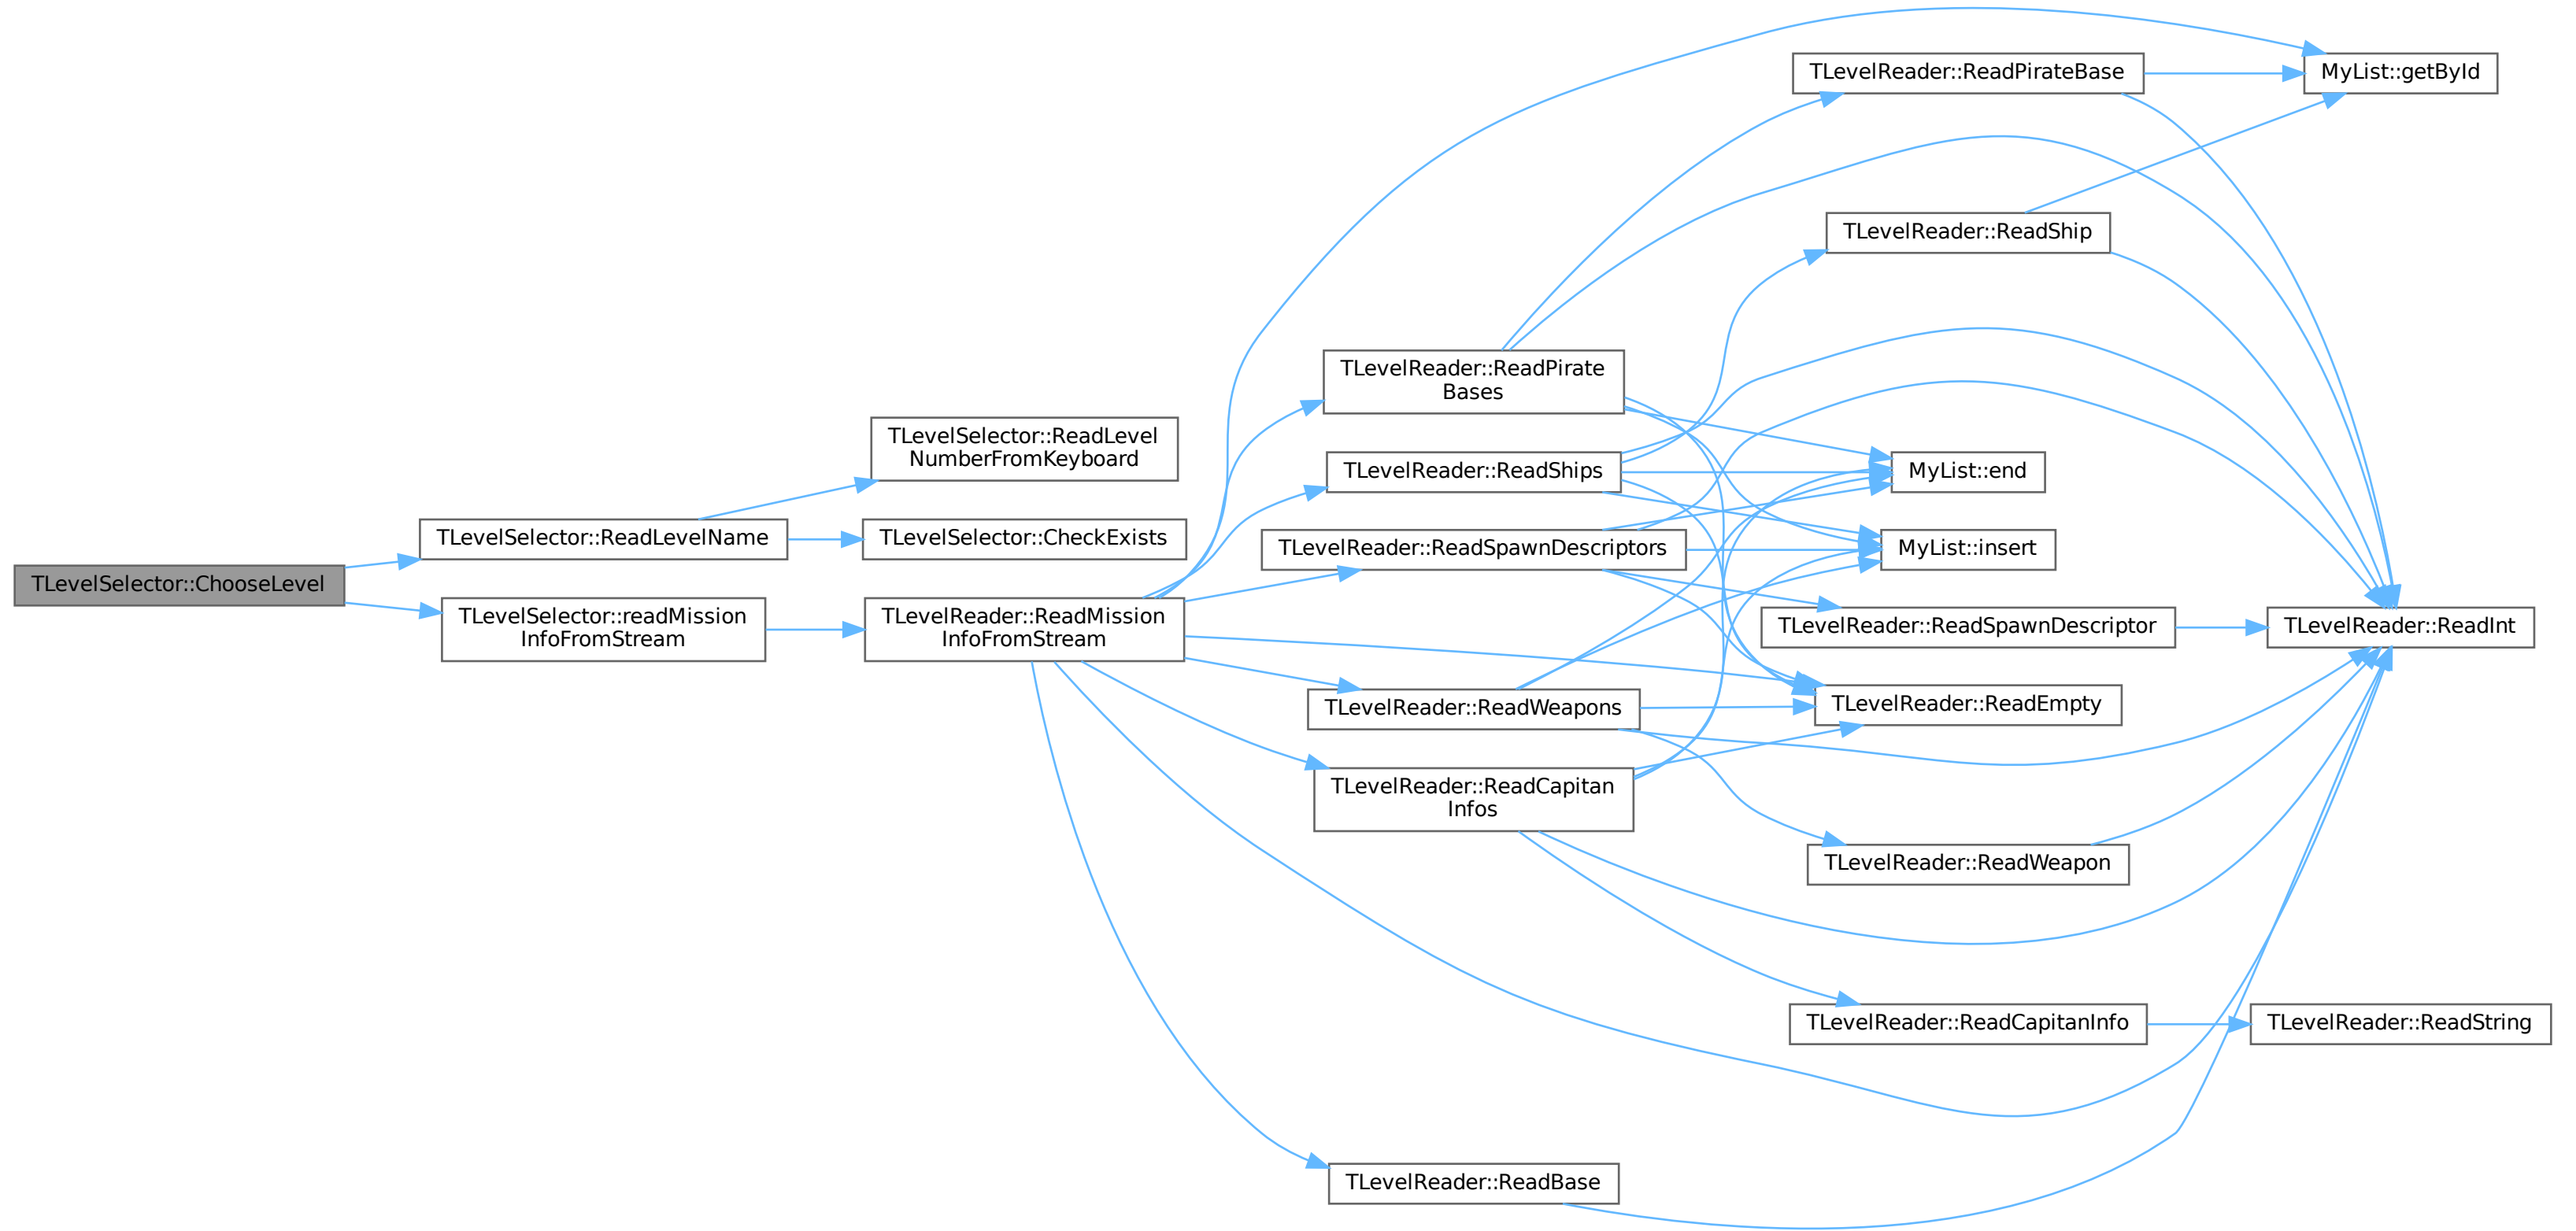 TLevelSelector::ChooseLevel
TLevelSelector::ReadLevelName
TLevelSelector::readMission
InfoFromStream
TLevelSelector::ReadLevel
NumberFromKeyboard
TLevelSelector::CheckExists
TLevelReader::ReadMission
InfoFromStream
TLevelReader::ReadPirate
Bases
TLevelReader::ReadShips
TLevelReader::ReadSpawnDescriptors
TLevelReader::ReadWeapons
TLevelReader::ReadCapitan
Infos
TLevelReader::ReadBase
TLevelReader::ReadPirateBase
TLevelReader::ReadShip
MyList::end
MyList::insert
TLevelReader::ReadSpawnDescriptor
TLevelReader::ReadEmpty
TLevelReader::ReadWeapon
TLevelReader::ReadCapitanInfo
MyList::getById
TLevelReader::ReadInt
TLevelReader::ReadString